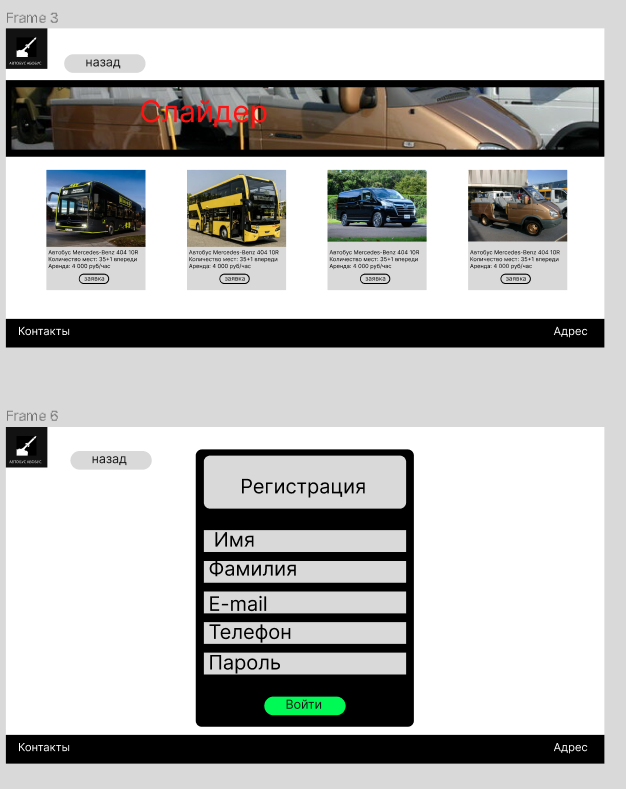 Frame 3
АВТОБУС АБОБУС
назад
Слайдер
Автобус Mercedes-Benz 404 10R
Количество мест: 35+1 впереди
Аренда: 4 000 руб/час
заявка
Автобус Mercedes-Benz 404 10R
Количество мест: 35+1 впереди
Аренда: 4 000 руб/час
заявка
Автобус Mercedes-Benz 404 10R
Количество мест: 35+1 впереди
Аренда: 4 000 руб/час
заявка
Автобус Mercedes-Benz 404 10R
Количество мест: 35+1 впереди
Аренда: 4 000 руб/час
заявка
Контакты
Адрес
Frame 6
АВТОБУС АБОБУС
назад
Регистрация
Имя
Фамилия
E-mail
Телефон
Пароль
Войти
Контакты
Адрес